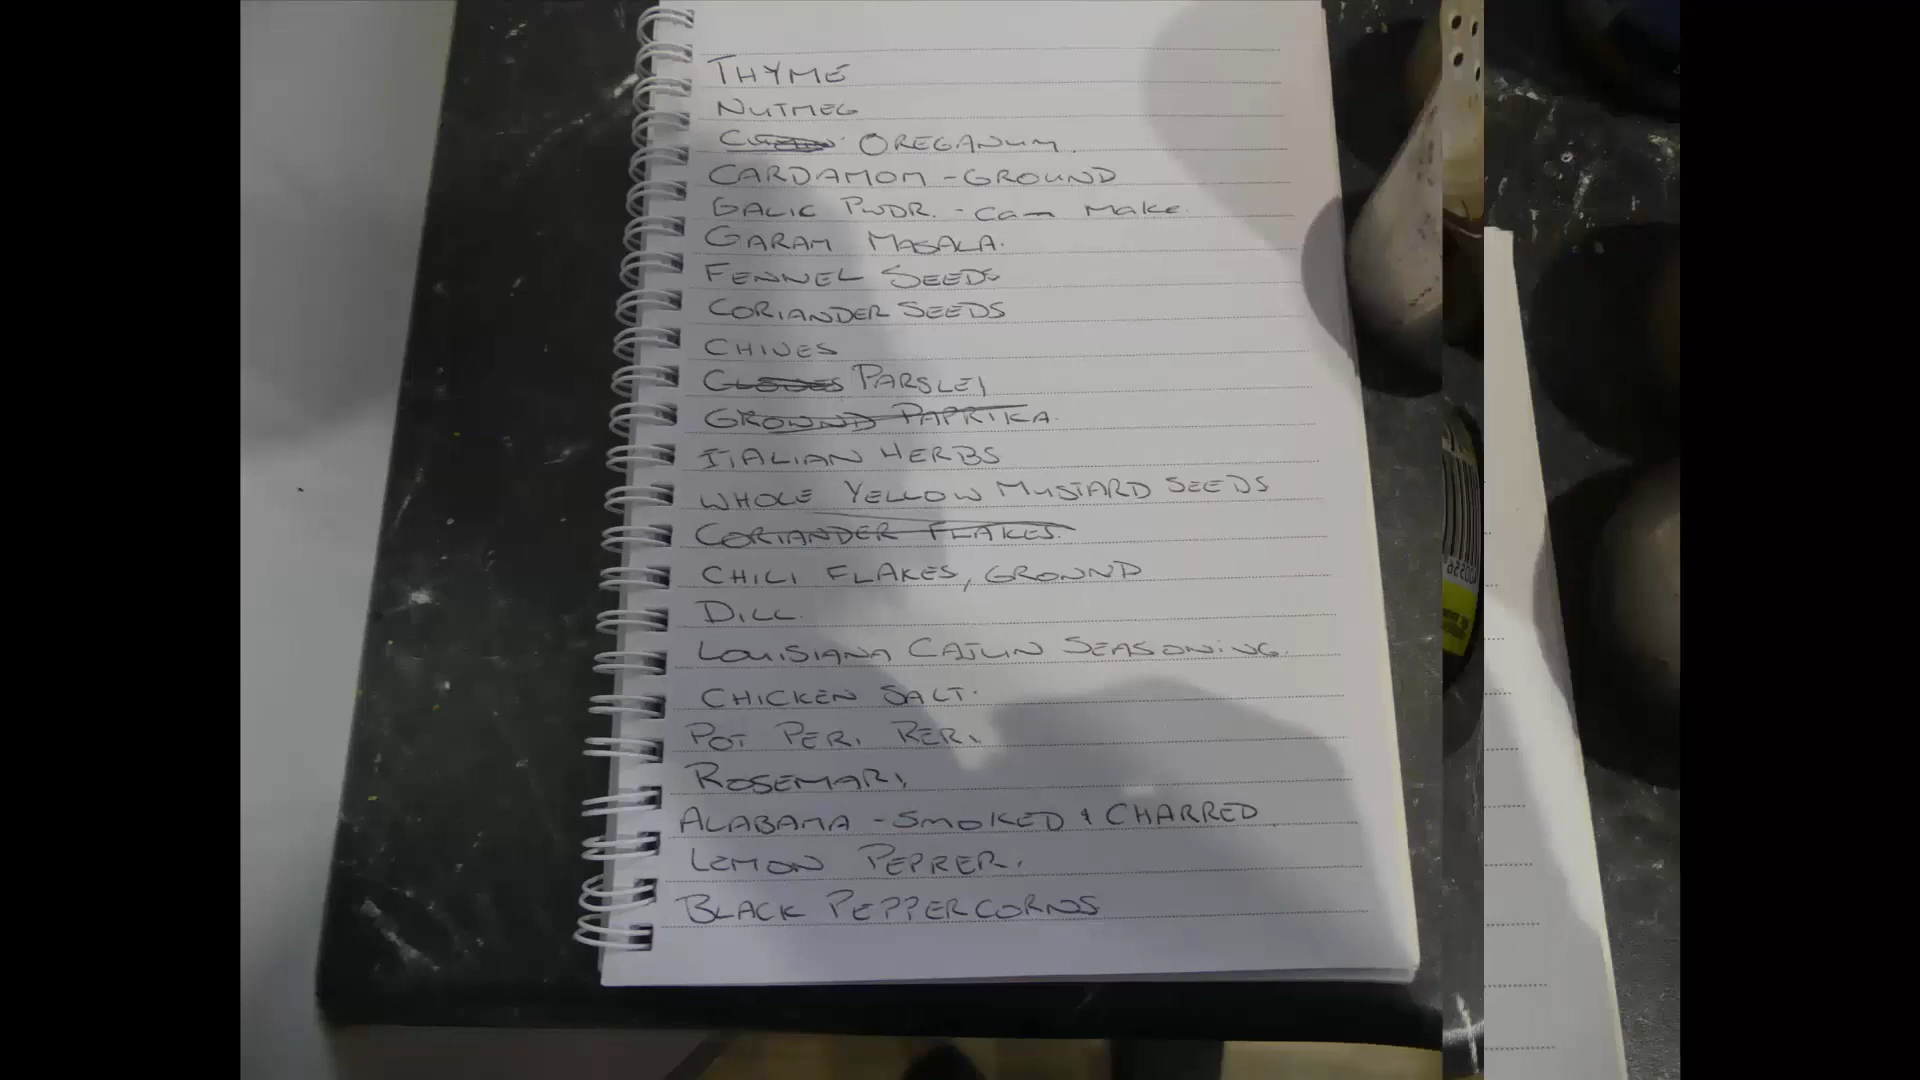 THYME
NUTMEG
OREGANUM.
CARDAMOM - GROUND
GALIC PWDR. - Can Make.
GARAM MASALA.
FENNEL SEEDS
CORIANDER SEEDS
CHIVES
CLOVES PARSLEY
GROUND PAPRIKA.
ITALIAN HERBS
WHOLE YELLOW MUSTARD SEEDS
CORIANDER FLAKES.
CHILI FLAKES, GROUND
DILL.
LOUISIANA CAJUN SEASONING.
CHICKEN SALT.
PERI
ROSEMARY
ALABAMA - SMOKED & CHARRED
LEMON PEPPER.
BLACK PEPPERCORNS